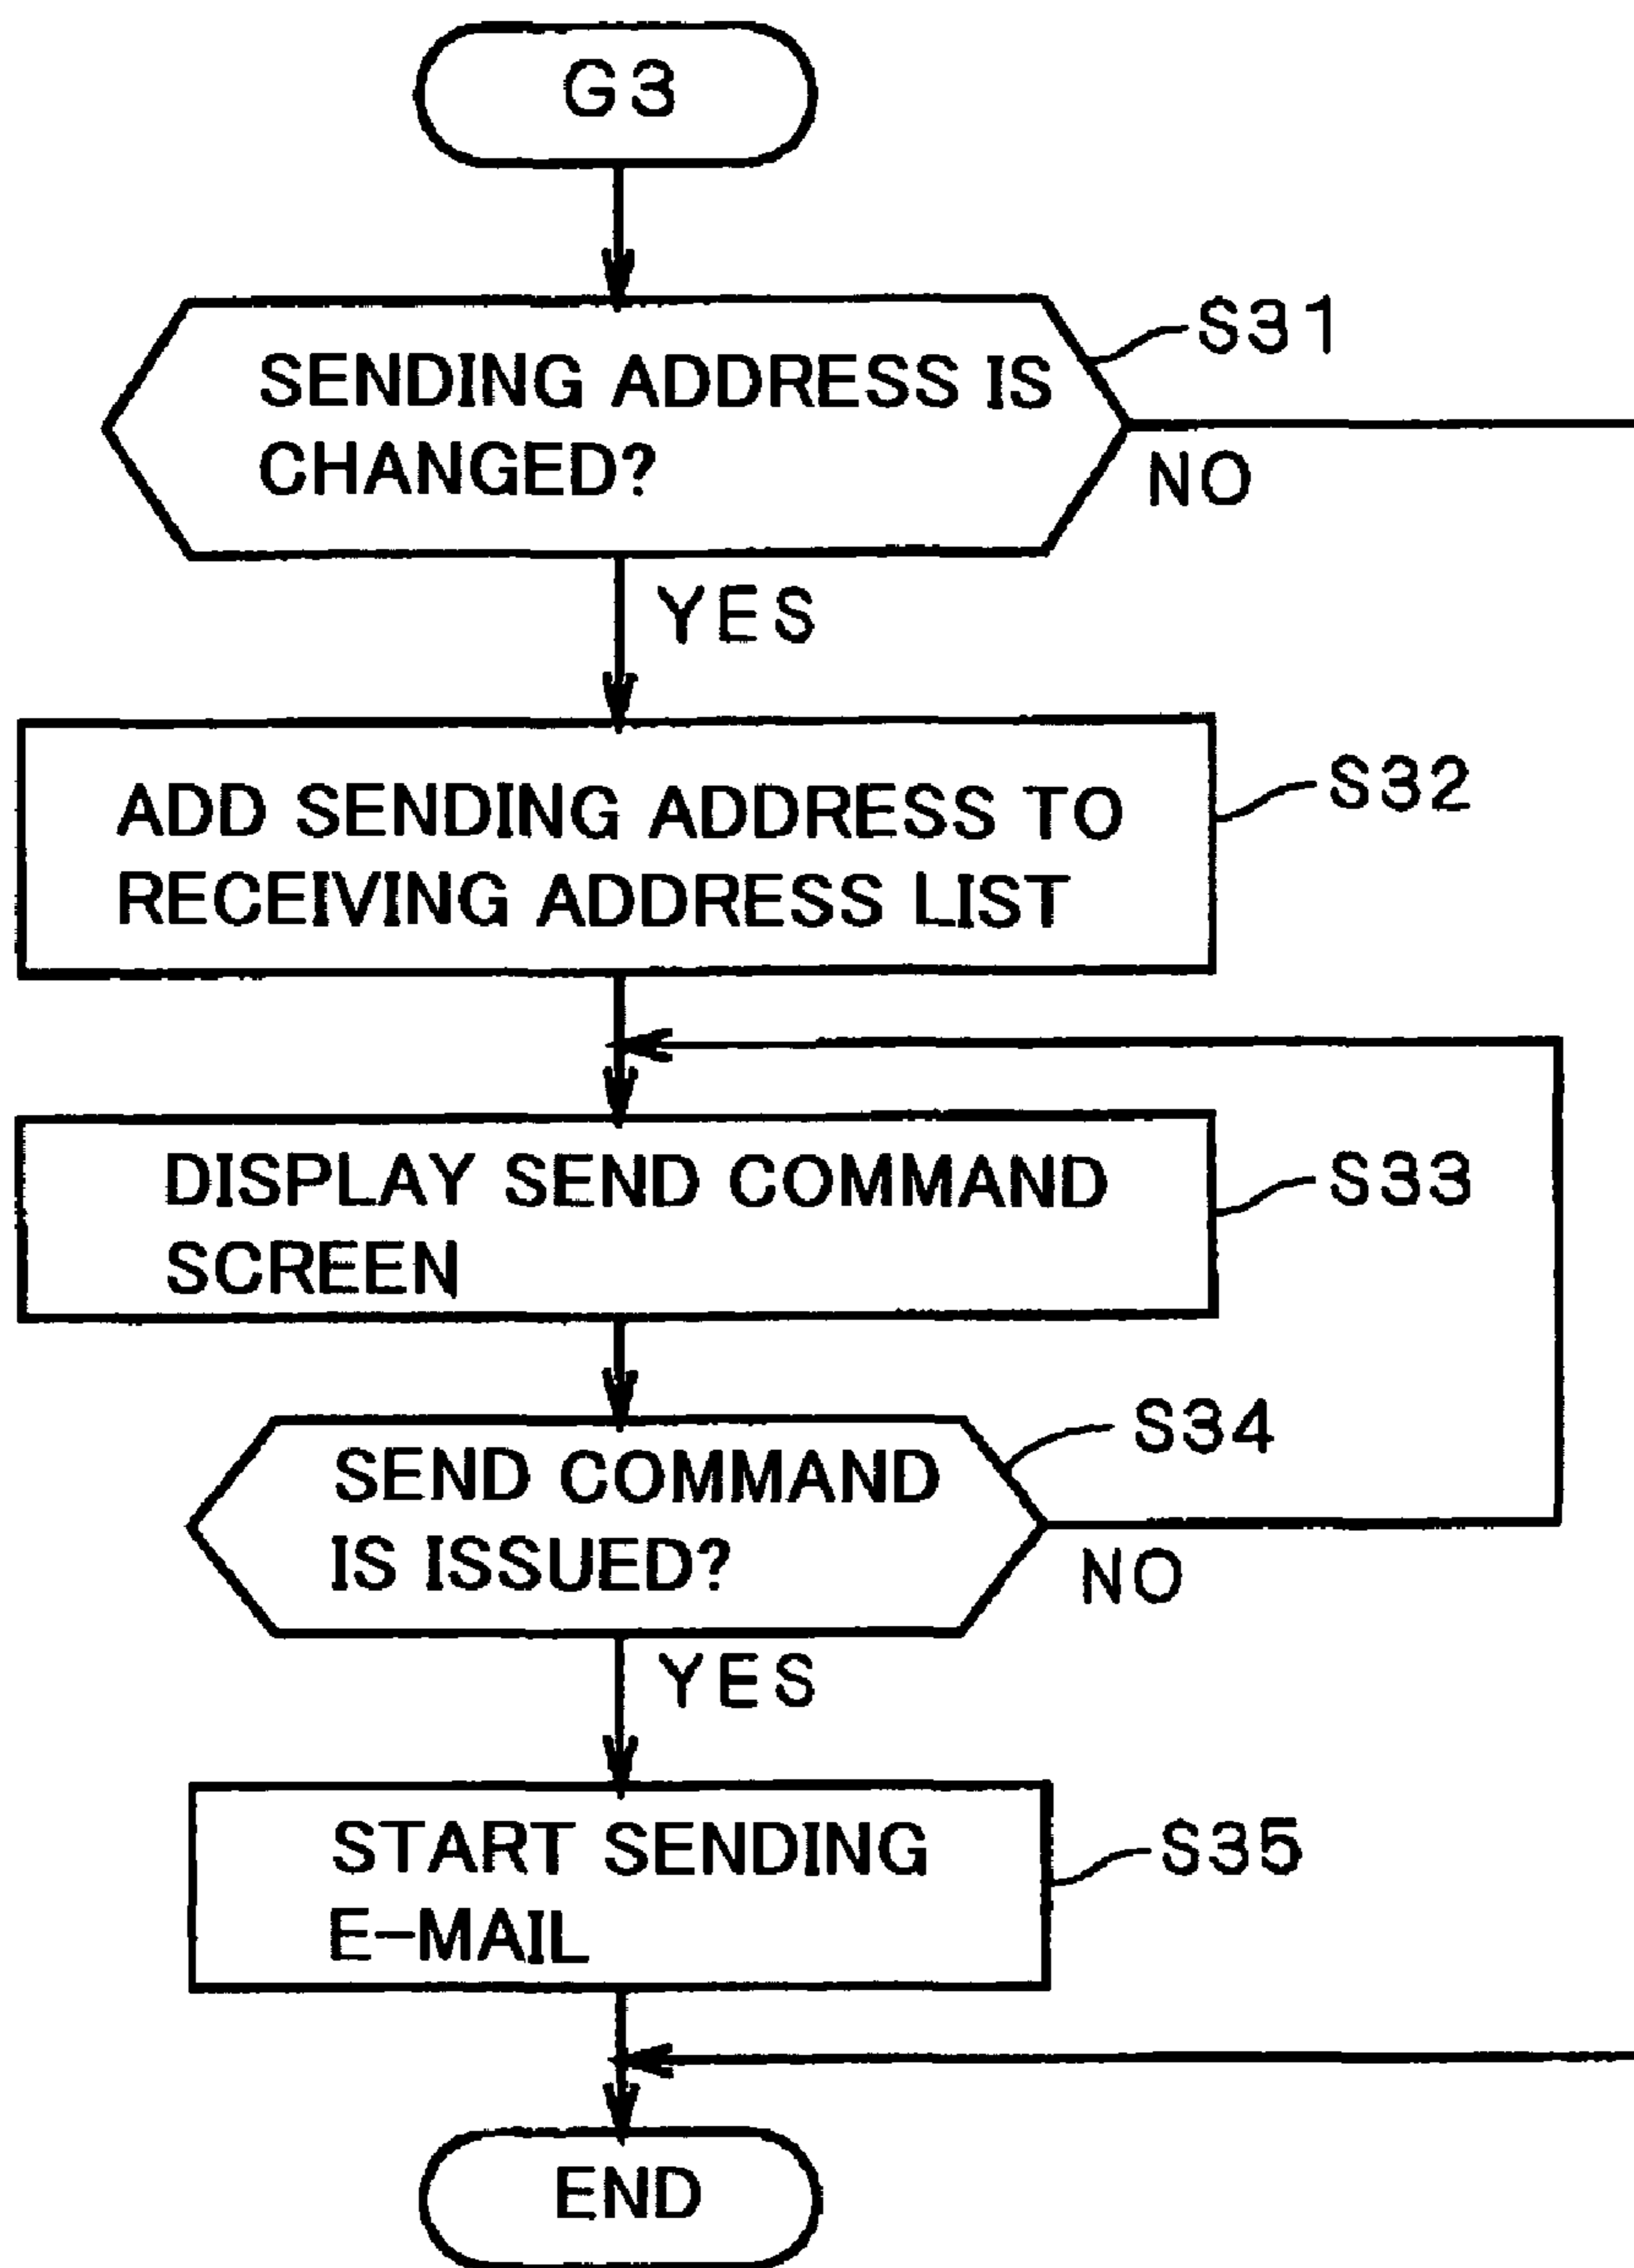 G3
SENDING ADDRESS IS
CHANGED?
S31
NO
YES
ADD SENDING ADDRESS TO
RECEIVING ADDRESS LIST
S32
DISPLAY SEND COMMAND
SCREEN
S33
SEND COMMAND
IS ISSUED?
S34
NO
YES
START SENDING
E-MAIL
S35
END